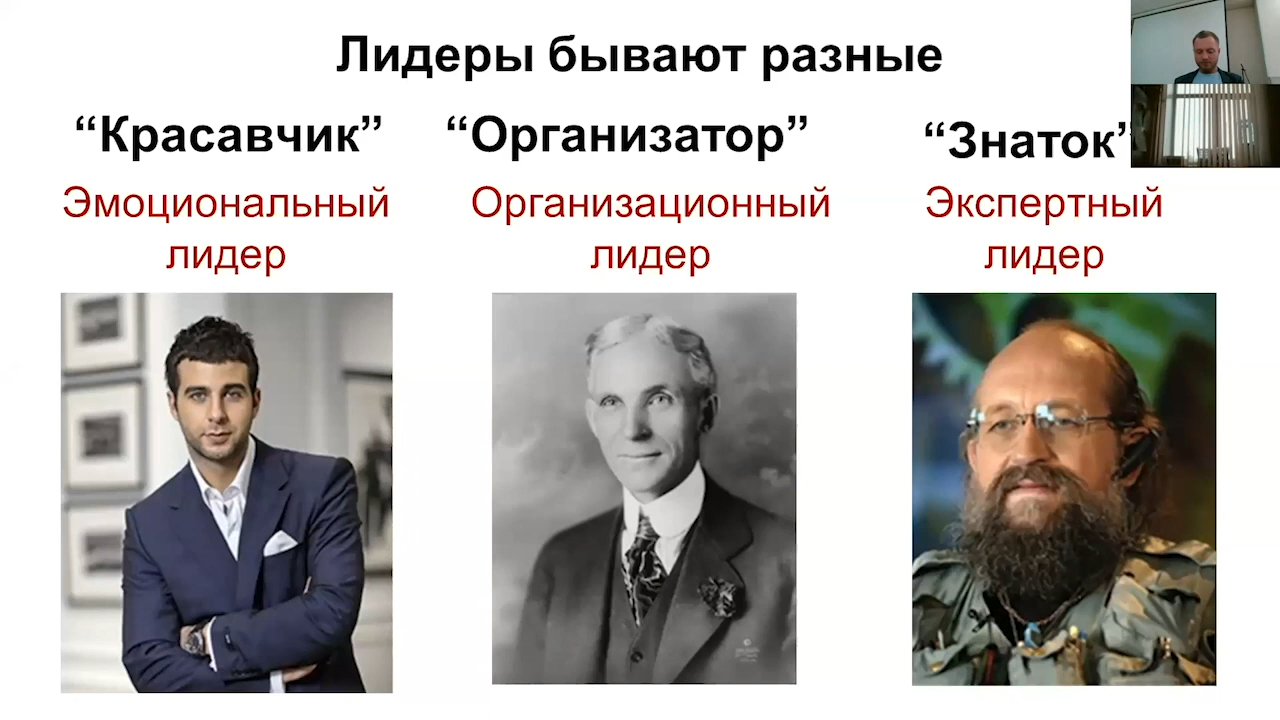 Лидеры бывают разные
“Красавчик”
“Организатор”
“Знаток”
Эмоциональный
лидер
Организационный
лидер
Экспертный
лидер